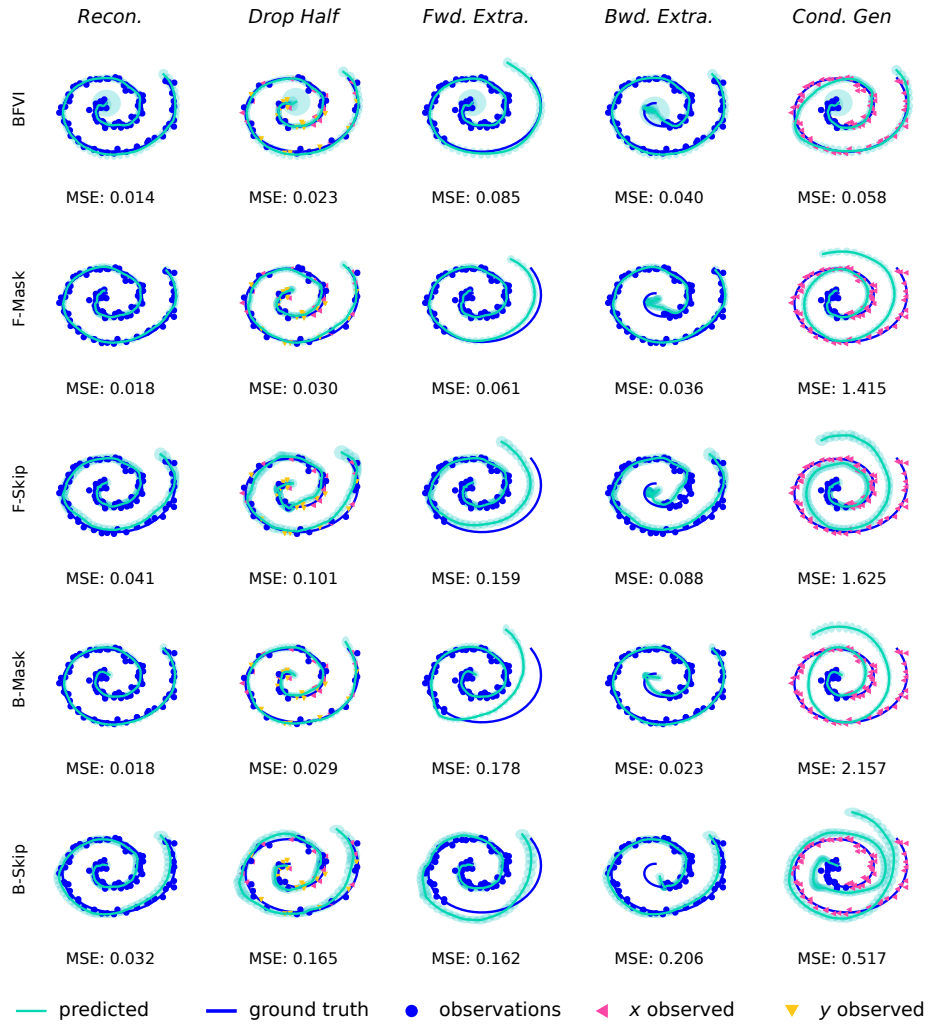 Recon. Drop Half Fwd. Extra. Bwd. Extra. Cond. Gen
BFVI
MSE: 0.014 MSE: 0.023 MSE: 0.085 MSE: 0.040 MSE: 0.058
F-Mask
MSE: 0.018 MSE: 0.030 MSE: 0.061 MSE: 0.036 MSE: 1.415
F-Skip
MSE: 0.041 MSE: 0.101 MSE: 0.159 MSE: 0.088 MSE: 1.625
B-Mask
MSE: 0.018 MSE: 0.029 MSE: 0.178 MSE: 0.023 MSE: 2.157
B-Skip
MSE: 0.032 MSE: 0.165 MSE: 0.162 MSE: 0.206 MSE: 0.517
predicted ground truth observations x observed y observed